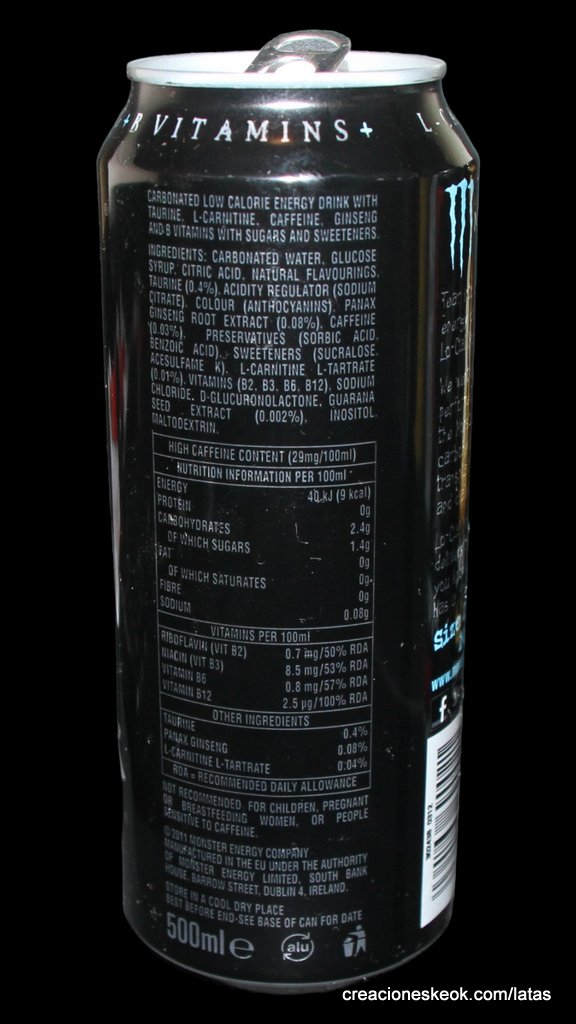 +B VITAMINS+ L-C
CARBONATED LOW CALORIE ENERGY DRINK WITH
TAURINE, L-CARNITINE, CAFFEINE, GINSENG
AND B VITAMINS WITH SUGARS AND SWEETENERS.
INGREDIENTS: CARBONATED WATER, GLUCOSE
SYRUP, CITRIC ACID, NATURAL FLAVOURINGS,
TAURINE (0.4%), ACIDITY REGULATOR (SODIUM
CITRATE), COLOUR (ANTHOCYANINS), PANAX
GINSENG ROOT EXTRACT (0.08%), CAFFEINE
(0.03%), PRESERVATIVES (SORBIC ACID,
BENZOIC ACID), SWEETENERS (SUCRALOSE,
ACESULFAME K), L-CARNITINE L-TARTRATE
(0.01%), VITAMINS (B2, B3, B6, B12), SODIUM
CHLORIDE, D-GLUCURONOLACTONE, GUARANA
SEED EXTRACT (0.002%), INOSITOL,
MALTODEXTRIN.
HIGH CAFFEINE CONTENT (29mg/100ml)
NUTRITION INFORMATION PER 100ml
ENERGY 40 kJ (9 kcal)
PROTEIN 0g
CARBOHYDRATES 2.4g
OF WHICH SUGARS 1.4g
FAT 0g
OF WHICH SATURATES 0g
FIBRE 0g
SODIUM 0.08g
VITAMINS PER 100ml
RIBOFLAVIN (VIT B2) 0.7 mg/50% RDA
NIACIN (VIT B3) 8.5 mg/53% RDA
VITAMIN B6 0.8 mg/57% RDA
VITAMIN B12 2.5 µg/100% RDA
OTHER INGREDIENTS
TAURINE 0.4%
PANAX GINSENG 0.08%
L-CARNITINE L-TARTRATE 0:04%
RDA = RECOMMENDED DAILY ALLOWANCE
NOT RECOMMENDED FOR CHILDREN, PREGNANT
OR BREASTFEEDING WOMEN, OR PEOPLE
SENSITIVE TO CAFFEINE.
©2011 MONSTER ENERGY COMPANY
MANUFACTURED IN THE EU UNDER THE AUTHORITY
OF MONSTER ENERGY LIMITED, SOUTH BANK
HOUSE, BARROW STREET, DUBLIN 4, IRELAND.
STORE IN A COOL DRY PLACE
BEST BEFORE END-SEE BASE OF CAN FOR DATE
500ml e
alu
Size
www.
f
creacioneskeok.com/latas